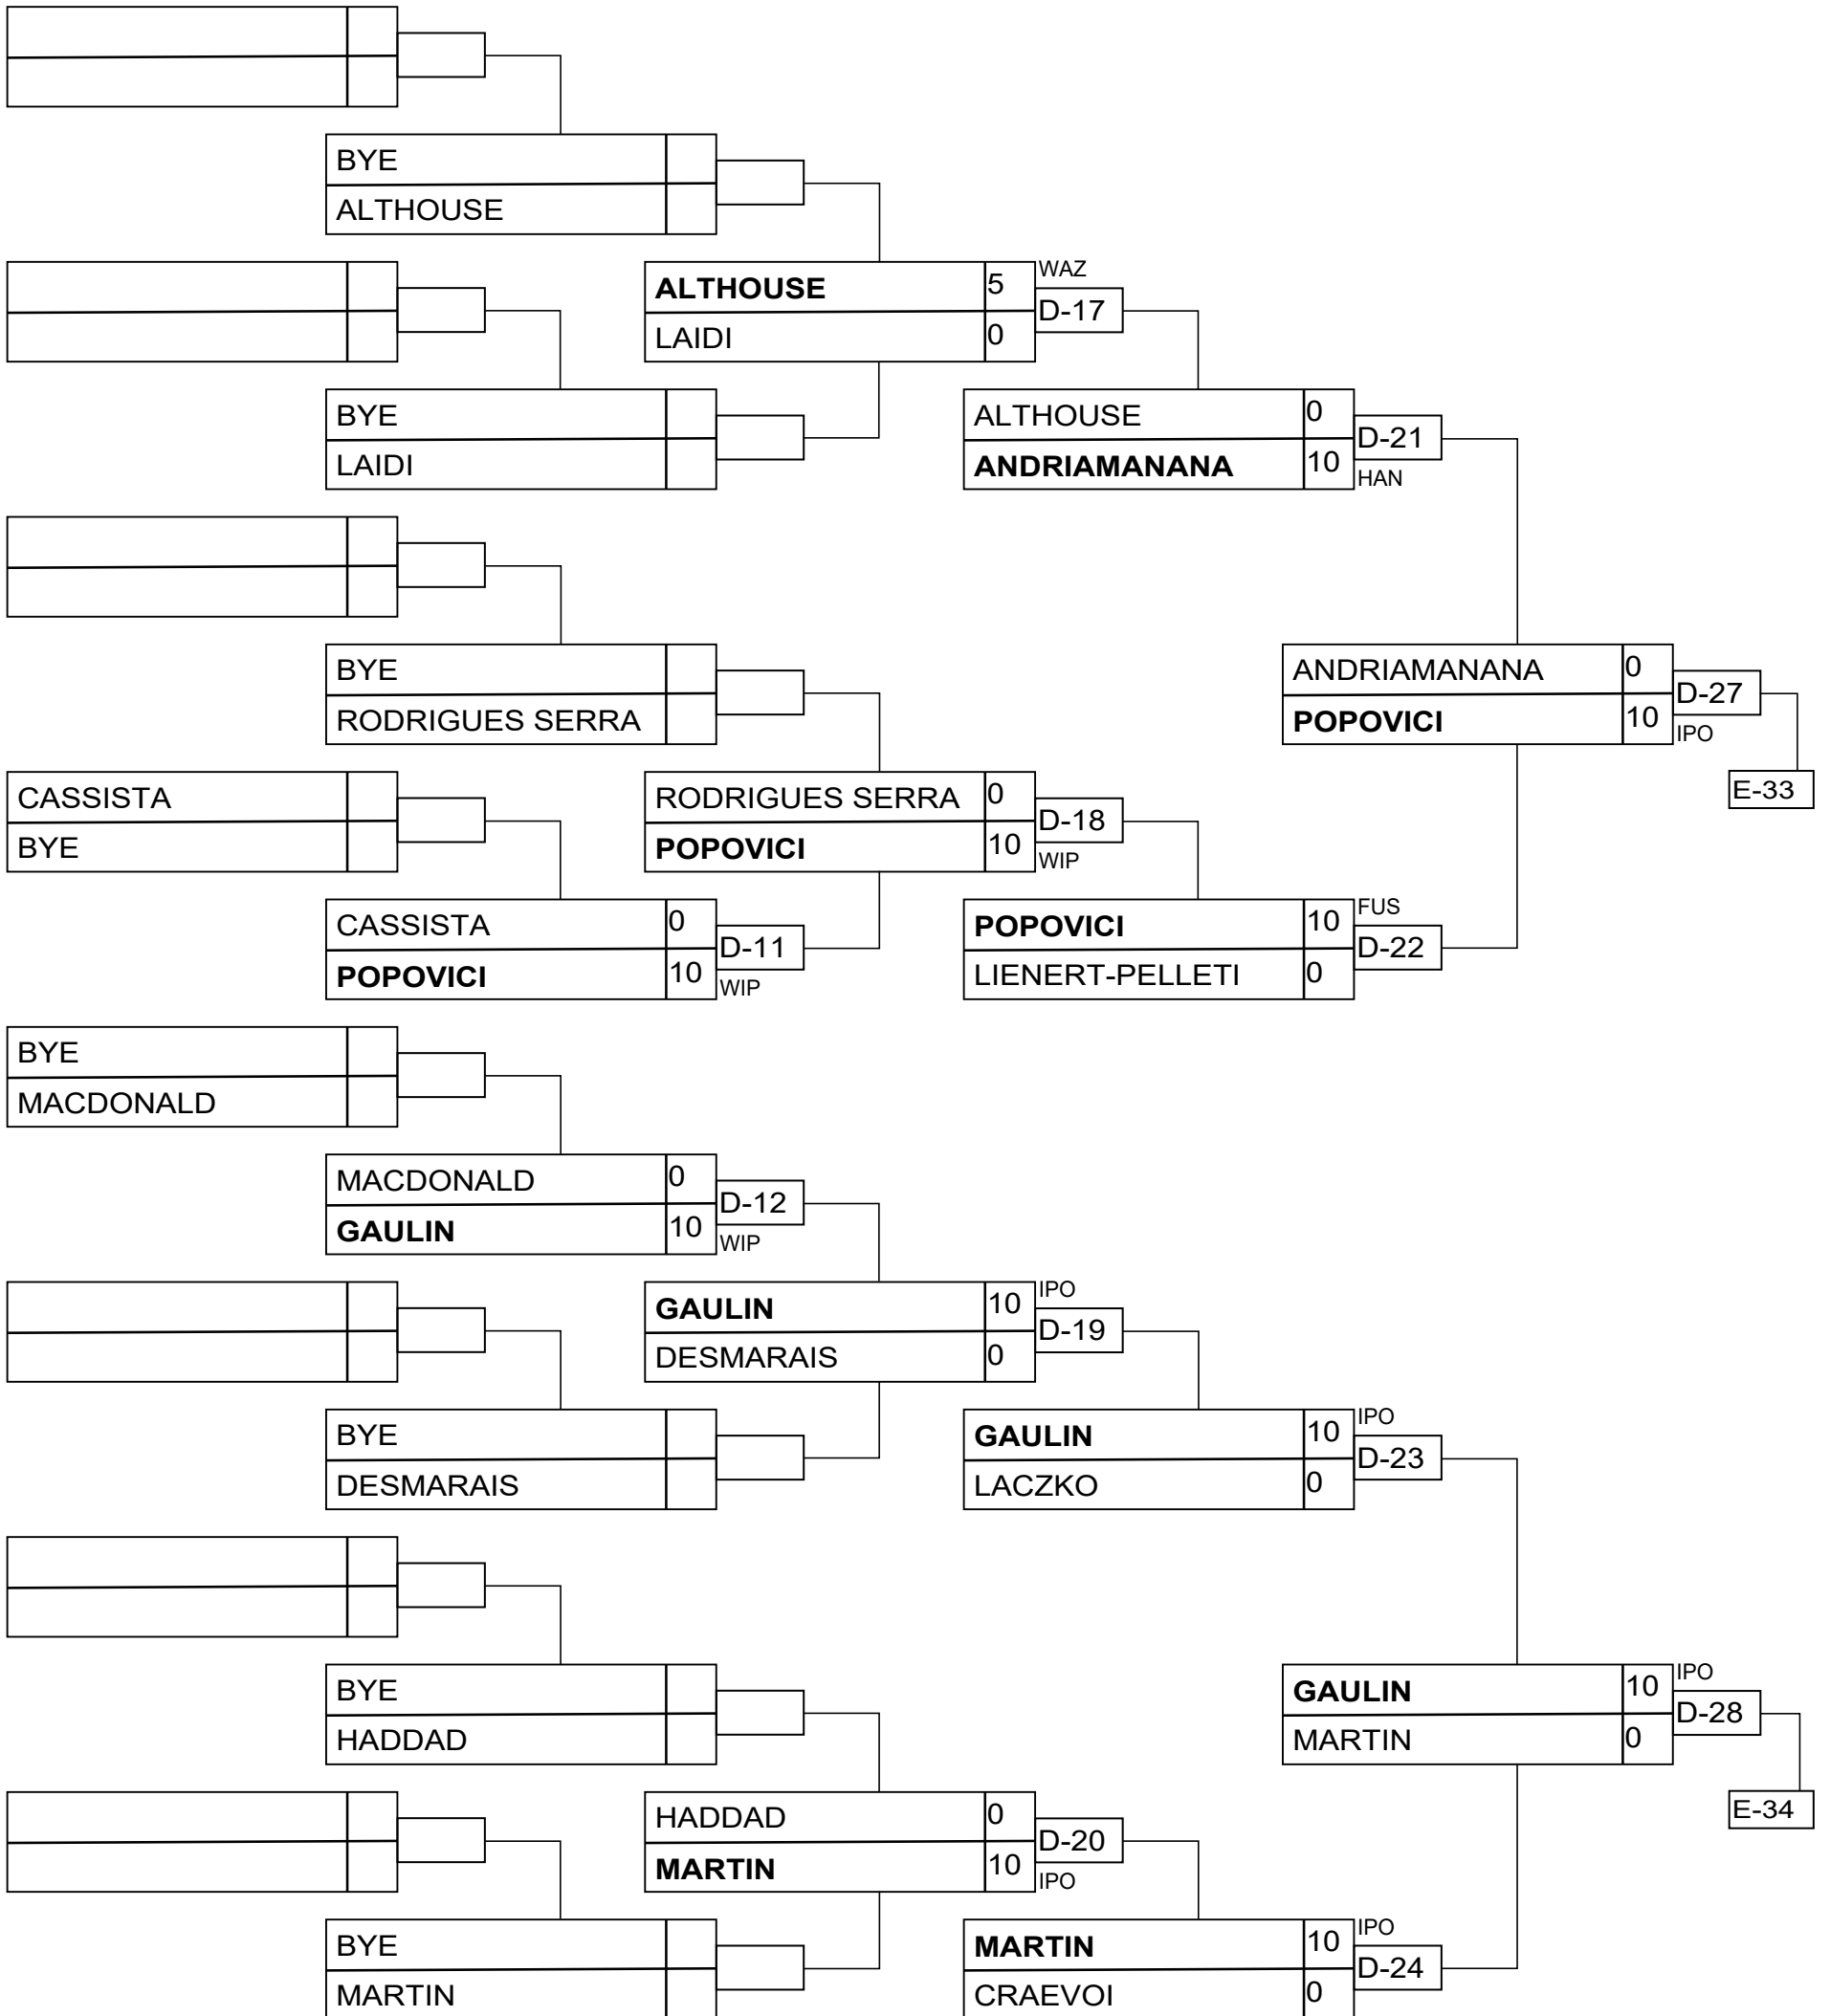 BYE
ALTHOUSE
ALTHOUSE 5 WAZ
D-17
LAIDI 0
BYE
LAIDI
ALTHOUSE 0
D-21
ANDRIAMANANA 10 HAN
BYE
RODRIGUES SERRA
ANDRIAMANANA 0
D-27
POPOVICI 10 IPO
E-33
CASSISTA
BYE
RODRIGUES SERRA 0
D-18
POPOVICI 10 WIP
CASSISTA 0
D-11
POPOVICI 10 WIP
POPOVICI 10 FUS
D-22
LIENERT-PELLETI 0
BYE
MACDONALD
MACDONALD 0
D-12
GAULIN 10 WIP
GAULIN 10 IPO
D-19
DESMARAIS 0
BYE
DESMARAIS
GAULIN 10 IPO
D-23
LACZKO 0
BYE
HADDAD
GAULIN 10 IPO
D-28
MARTIN 0
E-34
HADDAD 0
D-20
MARTIN 10 IPO
BYE
MARTIN
MARTIN 10 IPO
D-24
CRAEVOI 0